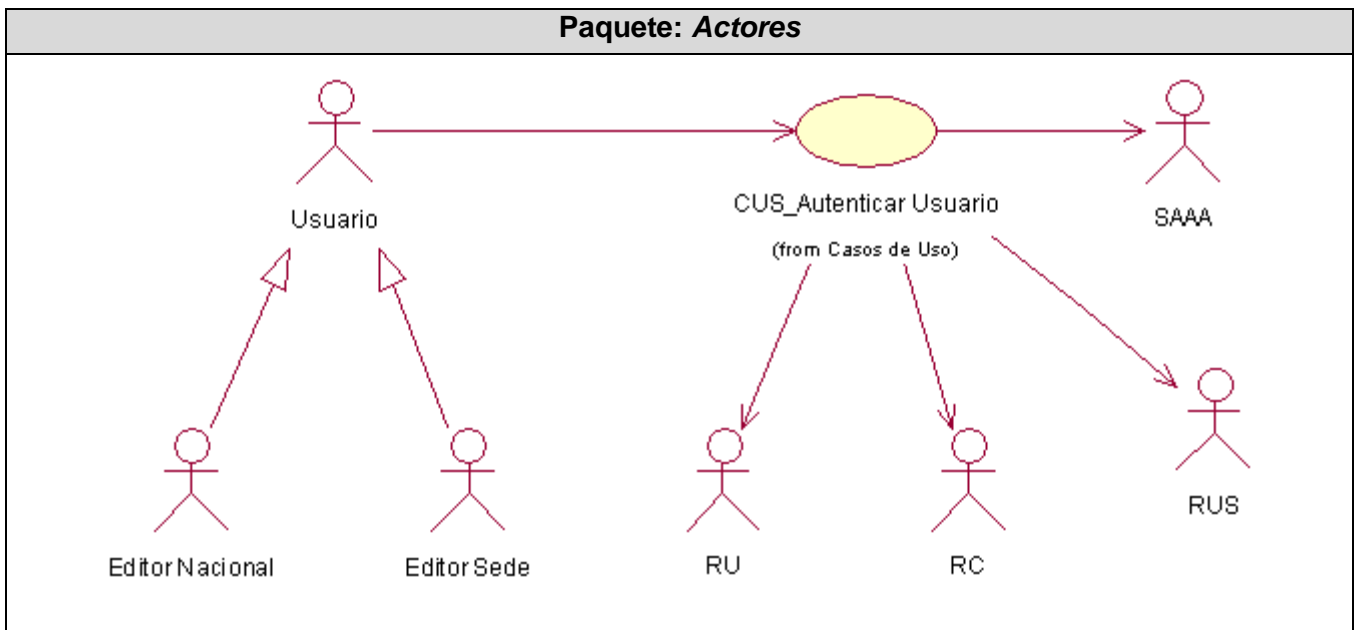 Paquete: Actores
Usuario
CUS_Autenticar Usuario
(from Casos de Uso)
SAAA
Editor Nacional
Editor Sede
RU
RC
RUS